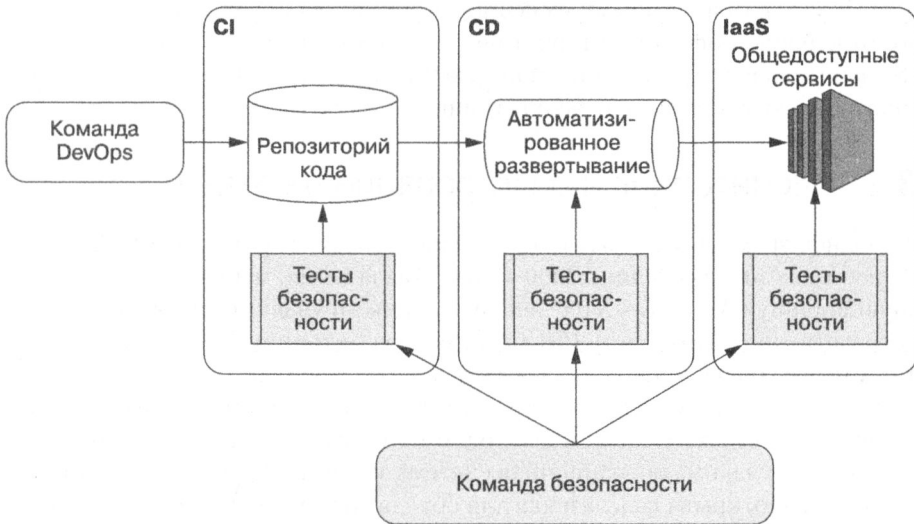 CI
CD
IaaS
Общедоступные
сервисы
Команда
DevOps
Репозиторий
кода
Автоматизи-
рованное
развертывание
Тесты
безопас-
ности
Тесты
безопас-
ности
Тесты
безопас-
ности
Команда безопасности